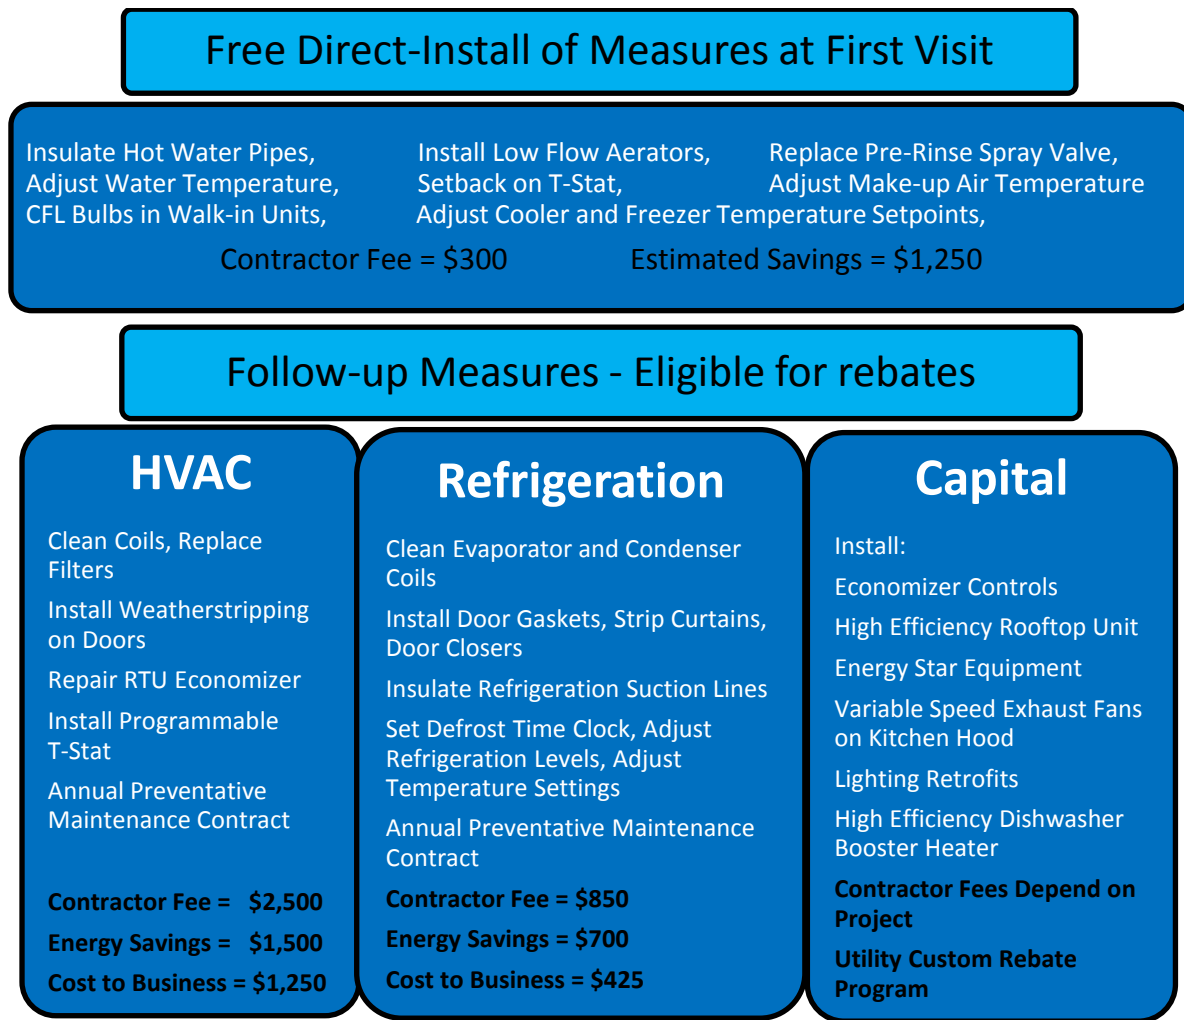 Free Direct-Install of Measures at First Visit
Insulate Hot Water Pipes, Install Low Flow Aerators, Replace Pre-Rinse Spray Valve,
Adjust Water Temperature, Setback on T-Stat, Adjust Make-up Air Temperature
CFL Bulbs in Walk-in Units, Adjust Cooler and Freezer Temperature Setpoints,
Contractor Fee = $300 Estimated Savings = $1,250
Follow-up Measures - Eligible for rebates
HVAC
Clean Coils, Replace
Filters
Install Weatherstripping
on Doors
Repair RTU Economizer
Install Programmable
T-Stat
Annual Preventative
Maintenance Contract
Contractor Fee = $2,500
Energy Savings = $1,500
Cost to Business = $1,250
Refrigeration
Clean Evaporator and Condenser
Coils
Install Door Gaskets, Strip Curtains,
Door Closers
Insulate Refrigeration Suction Lines
Set Defrost Time Clock, Adjust
Refrigeration Levels, Adjust
Temperature Settings
Annual Preventative Maintenance
Contract
Contractor Fee = $850
Energy Savings = $700
Cost to Business = $425
Capital
Install:
Economizer Controls
High Efficiency Rooftop Unit
Energy Star Equipment
Variable Speed Exhaust Fans
on Kitchen Hood
Lighting Retrofits
High Efficiency Dishwasher
Booster Heater
Contractor Fees Depend on
Project
Utility Custom Rebate
Program